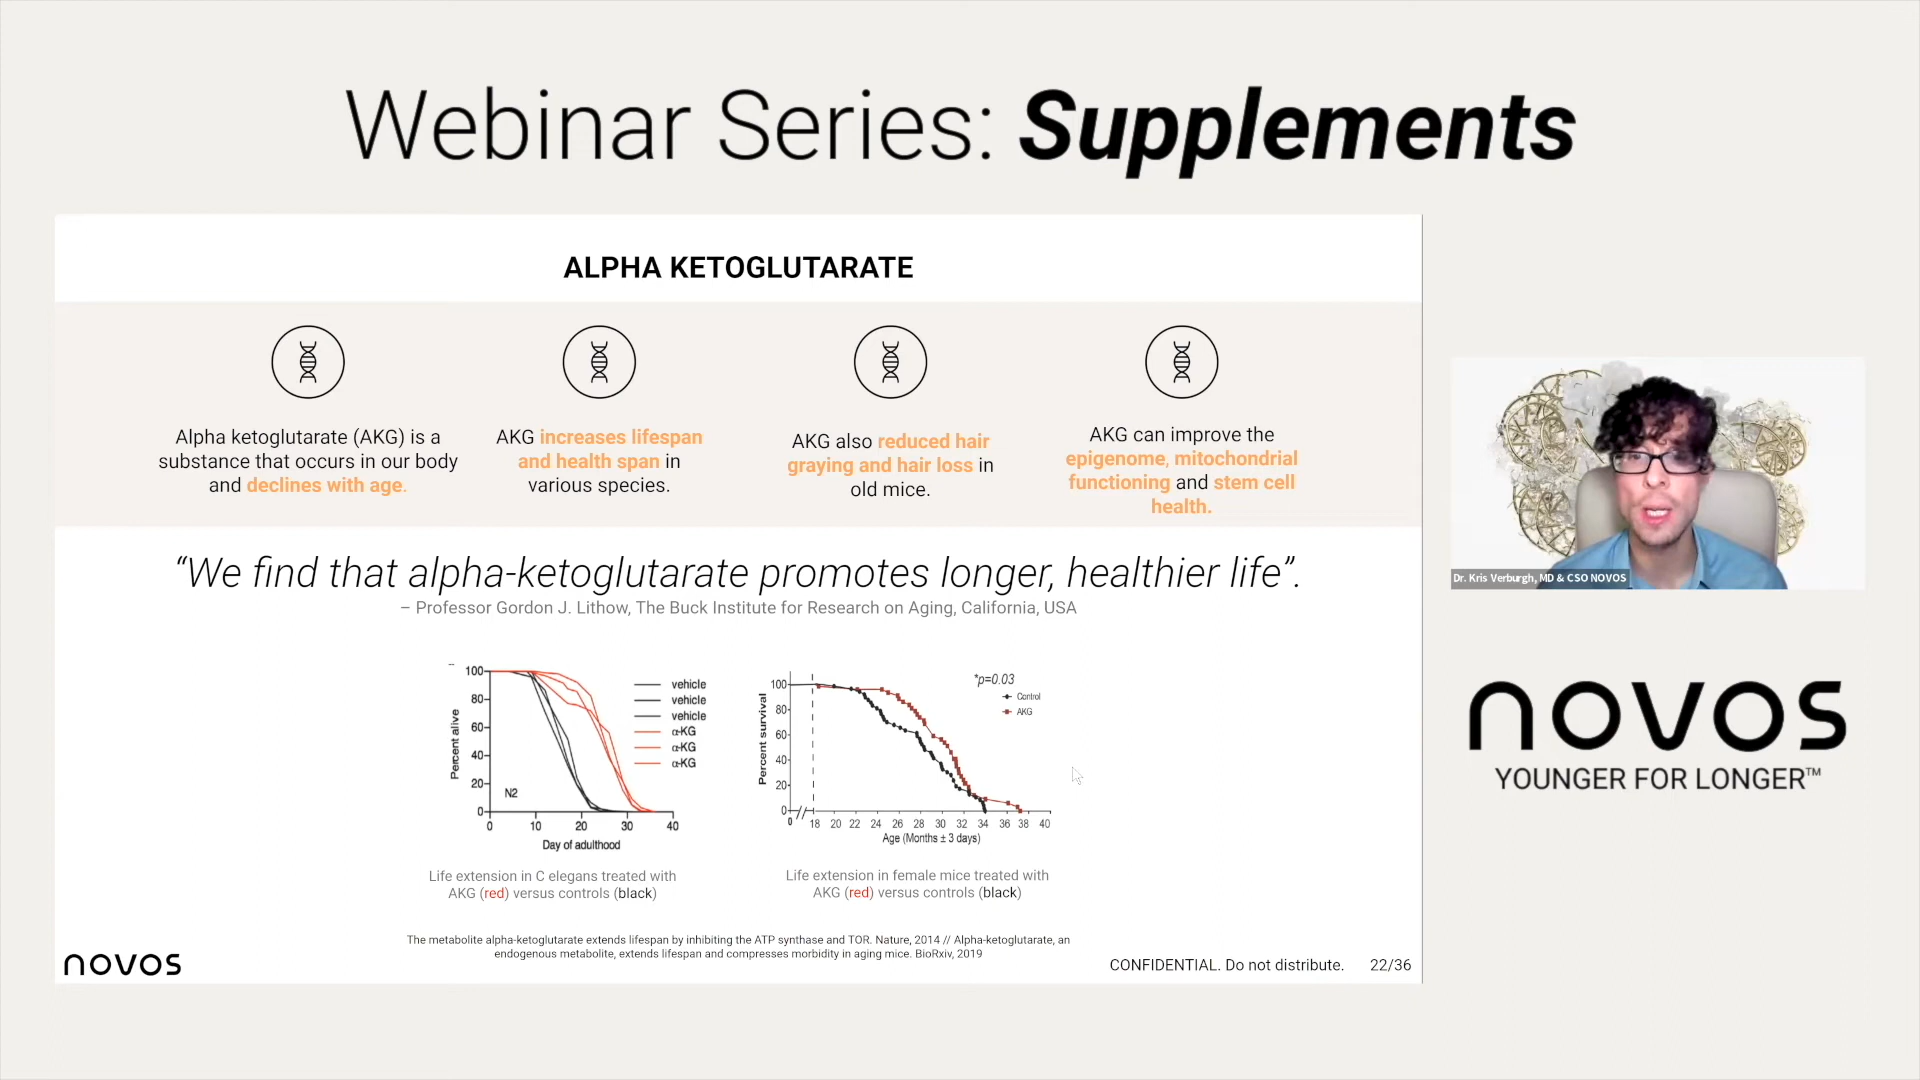 Webinar Series: Supplements
ALPHA KETOGLUTARATE
Alpha ketoglutarate (AKG) is a
substance that occurs in our body
and declines with age.
AKG increases lifespan
and health span in
various species.
AKG also reduced hair
graying and hair loss in
old mice.
AKG can improve the
epigenome, mitochondrial
functioning and stem cell
health.
“We find that alpha-ketoglutarate promotes longer, healthier life”.
– Professor Gordon J. Lithow, The Buck Institute for Research on Aging, California, USA
Percent alive
100
80
60
40
20
0
N2
vehicle
vehicle
vehicle
α-KG
α-KG
α-KG
0 10 20 30 40
Day of adulthood
Life extension in C elegans treated with
AKG (red) versus controls (black)
Percent survival
100
80
60
40
20
0
*p=0.03
Control
AKG
0 18 20 22 24 26 28 30 32 34 36 38 40
Age (Months ± 3 days)
Life extension in female mice treated with
AKG (red) versus controls (black)
The metabolite alpha-ketoglutarate extends lifespan by inhibiting the ATP synthase and TOR. Nature, 2014 // Alpha-ketoglutarate, an
endogenous metabolite, extends lifespan and compresses morbidity in aging mice. BioRxiv, 2019
novos
CONFIDENTIAL. Do not distribute. 22/36
Dr. Kris Verburgh, MD & CSO NOVOS
novos
YOUNGER FOR LONGER™